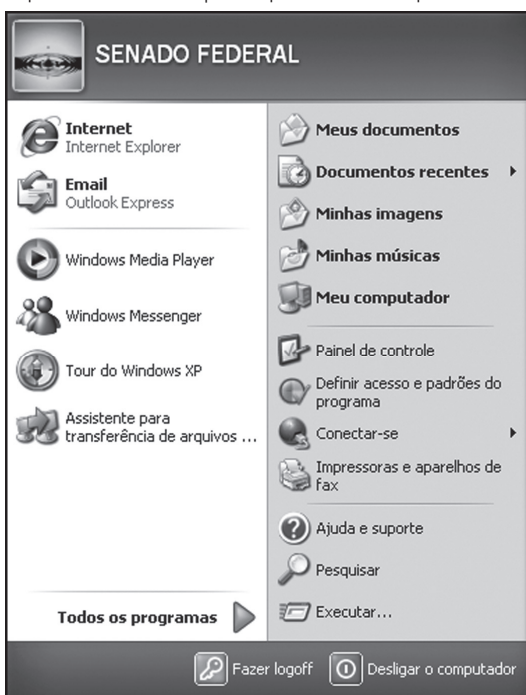 SENADO FEDERAL
Internet
Internet Explorer
Email
Outlook Express
Windows Media Player
Windows Messenger
Tour do Windows XP
Assistente para
transferência de arquivos ...
Todos os programas
Meus documentos
Documentos recentes
Minhas imagens
Minhas músicas
Meu computador
Painel de controle
Definir acesso e padrões do
programa
Conectar-se
Impressoras e aparelhos de
fax
Ajuda e suporte
Pesquisar
Executar...
Fazer logoff
Desligar o computador